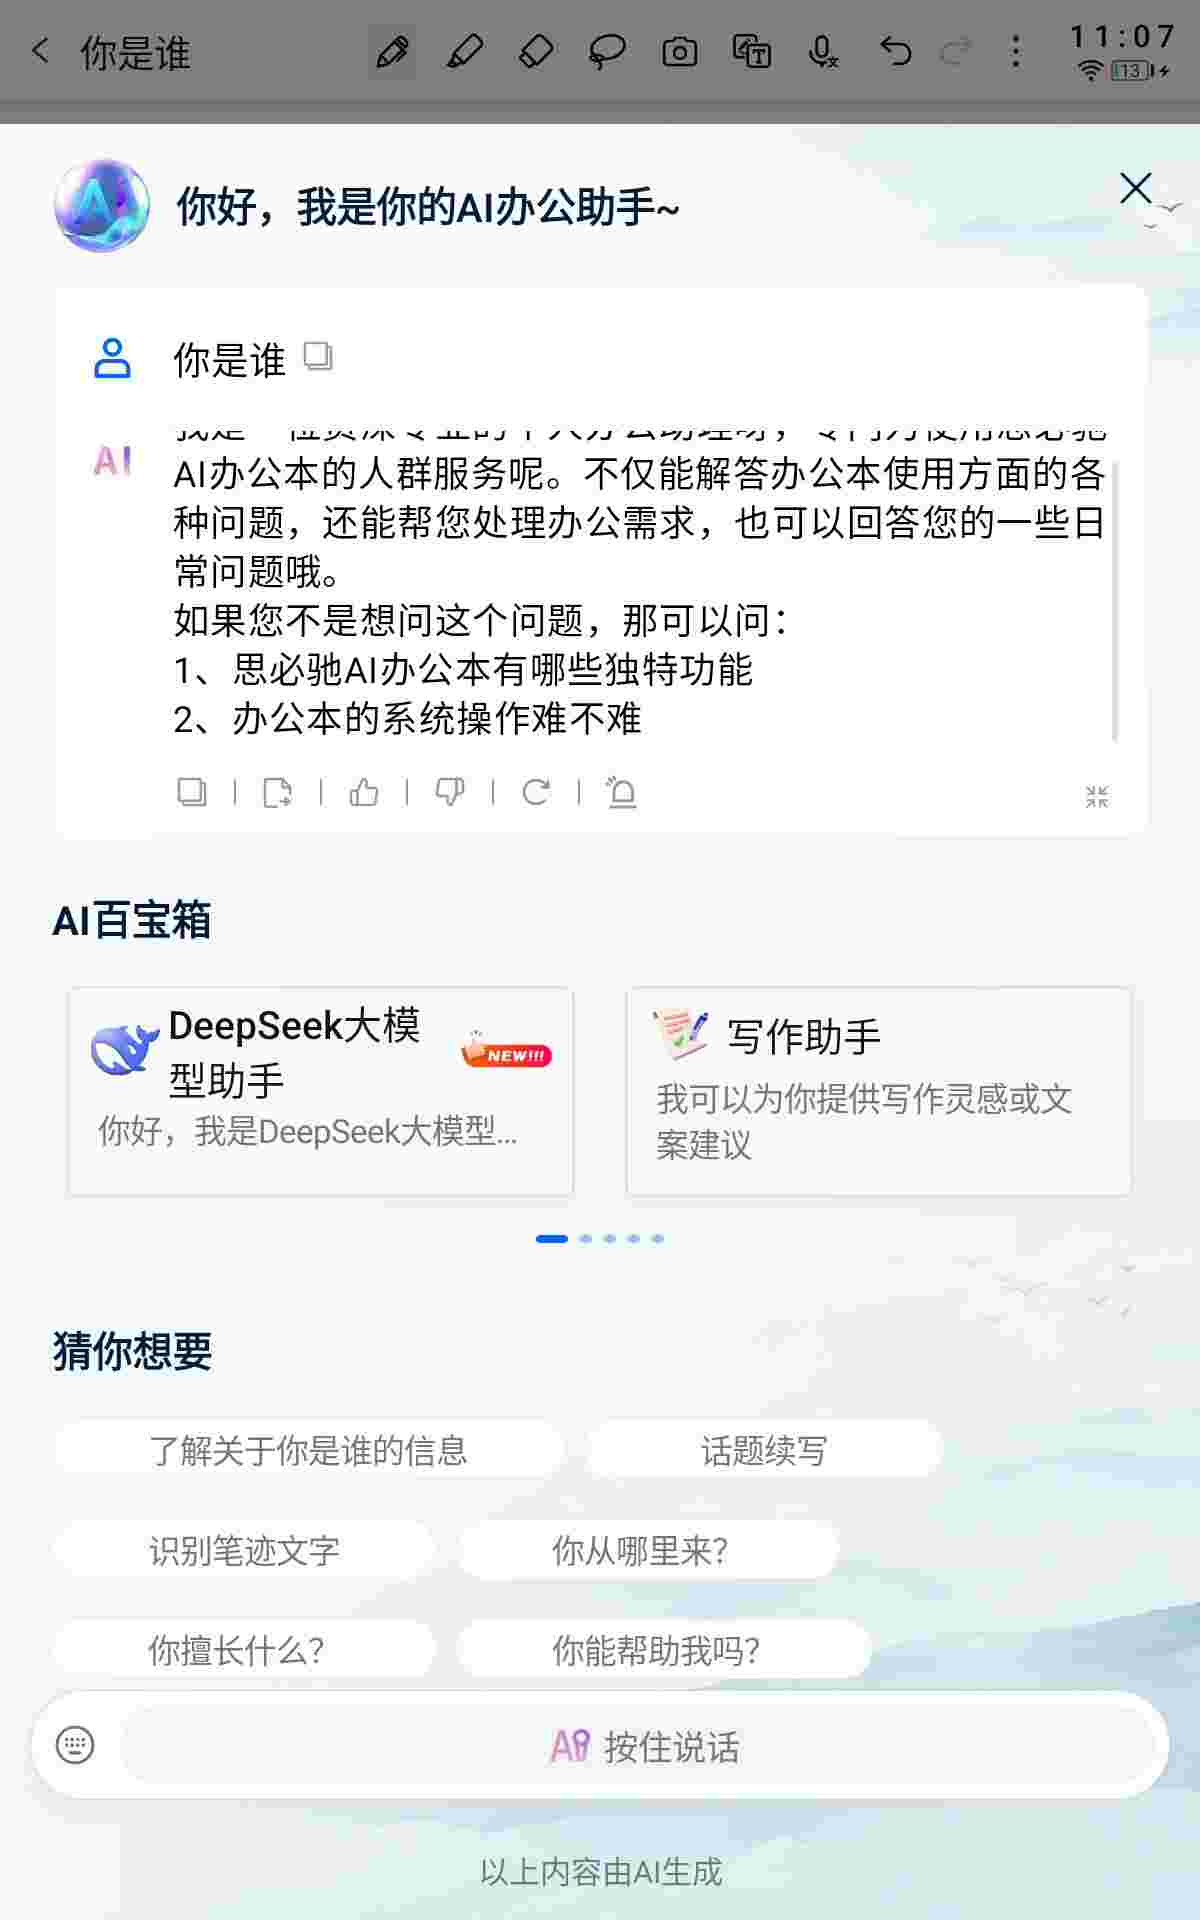 你是谁
11:07
13
你好，我是你的AI办公助手~
你是谁
AI
AI办公本的人群服务呢。不仅能解答办公本使用方面的各
种问题，还能帮您处理办公需求，也可以回答您的一些日
常问题哦。
如果您不是想问这个问题，那可以问：
1、思必驰AI办公本有哪些独特功能
2、办公本的系统操作难不难
AI百宝箱
DeepSeek大模
型助手
NEW!!!
你好，我是DeepSeek大模型...
写作助手
我可以为你提供写作灵感或文
案建议
猜你想要
了解关于你是谁的信息
话题续写
识别笔迹文字
你从哪里来？
你擅长什么？
你能帮助我吗？
AI 按住说话
以上内容由AI生成